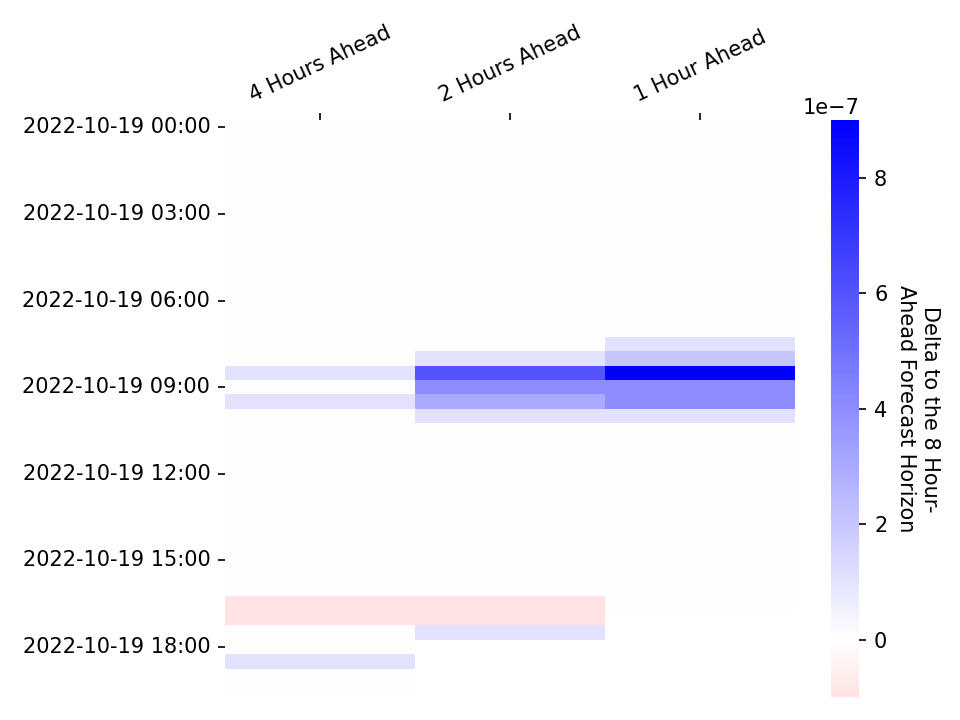 4 Hours Ahead
2 Hours Ahead
1 Hour Ahead
1e−7
2022-10-19 00:00
2022-10-19 03:00
2022-10-19 06:00
2022-10-19 09:00
2022-10-19 12:00
2022-10-19 15:00
2022-10-19 18:00
8
6
4
2
0
Delta to the 8 Hour-
Ahead Forecast Horizon